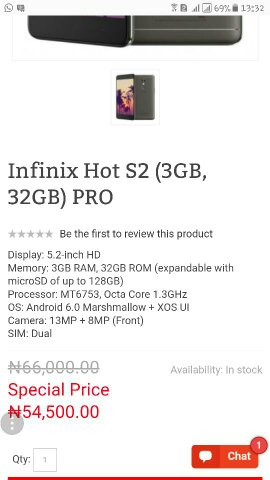 69% 13:32
Infinix Hot S2 (3GB,
32GB) PRO
Be the first to review this product
Display: 5.2-inch HD
Memory: 3GB RAM, 32GB ROM (expandable with
microSD of up to 128GB)
Processor: MT6753, Octa Core 1.3GHz
OS: Android 6.0 Marshmallow + XOS UI
Camera: 13MP + 8MP (Front)
SIM: Dual
₦66,000.00
Availability: In stock
Special Price
₦54,500.00
Qty: 1
Chat
1